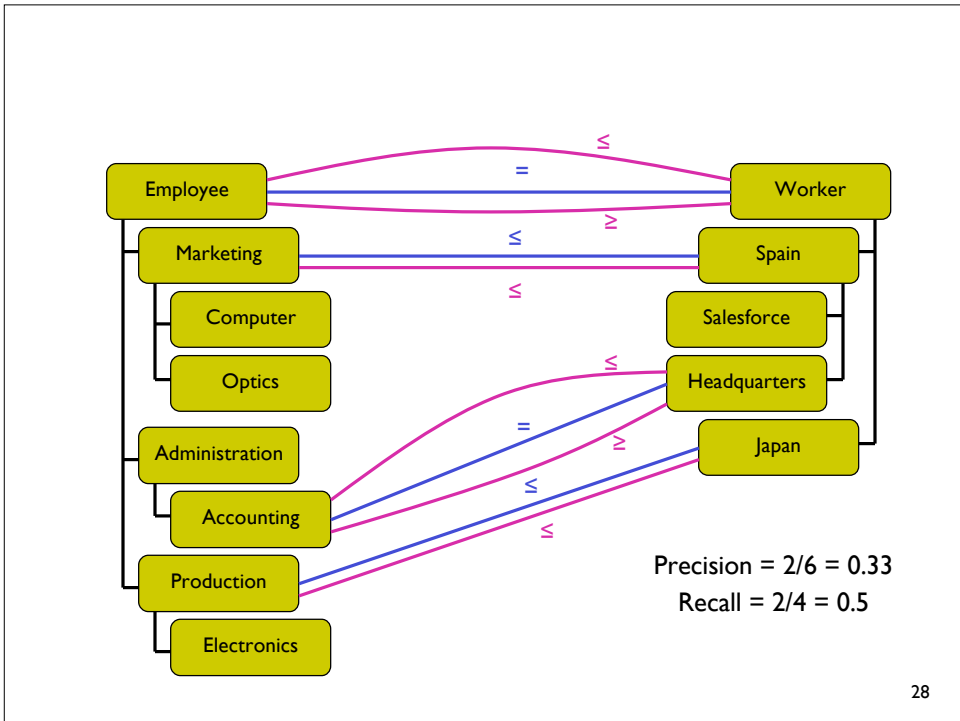 ≤
=
Employee
Worker
≥
≤
Marketing
Spain
≤
Computer
Salesforce
≤
Optics
Headquarters
=
≥
Administration
Japan
≤
Accounting
≤
Production
Precision = 2/6 = 0.33
Recall = 2/4 = 0.5
Electronics
28